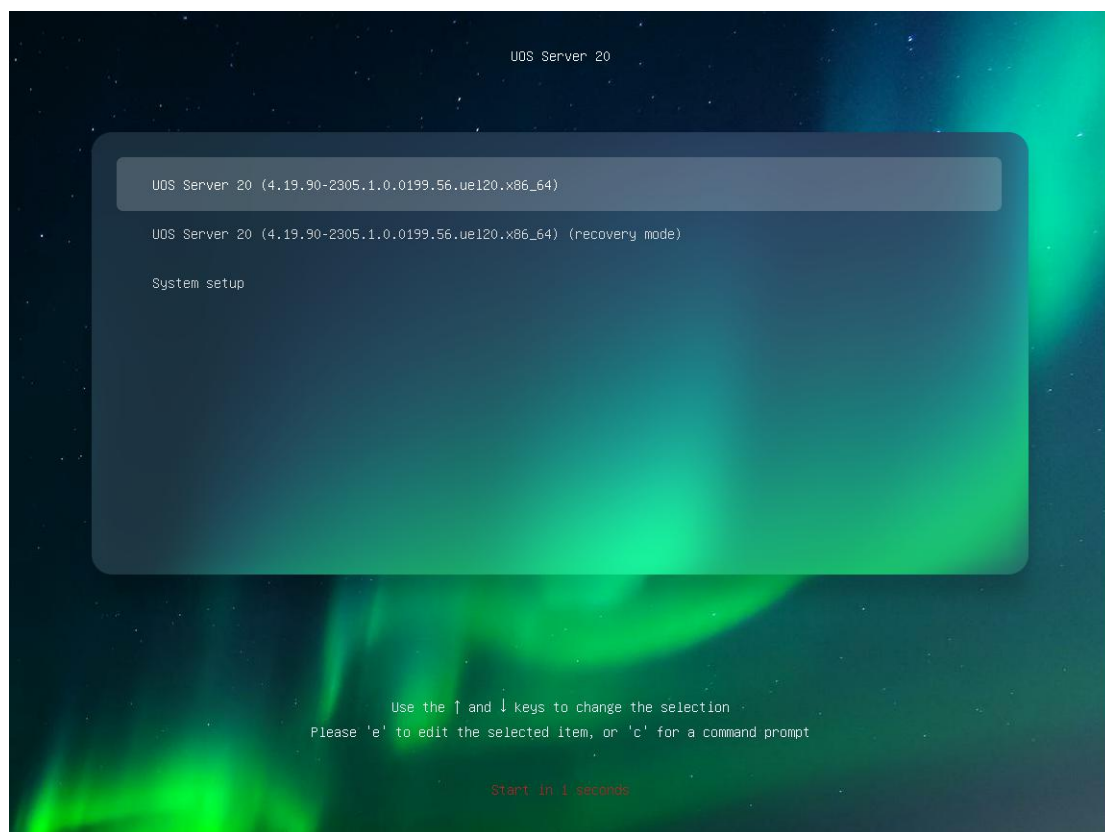 UOS Server 20
UOS Server 20 (4.19.90-2305.1.0.0199.56.uel20.x86_64)
UOS Server 20 (4.19.90-2305.1.0.0199.56.uel20.x86_64) (recovery mode)
System setup
Use the ↑ and ↓ keys to change the selection
Please 'e' to edit the selected item, or 'c' for a command prompt
Start in 1 seconds